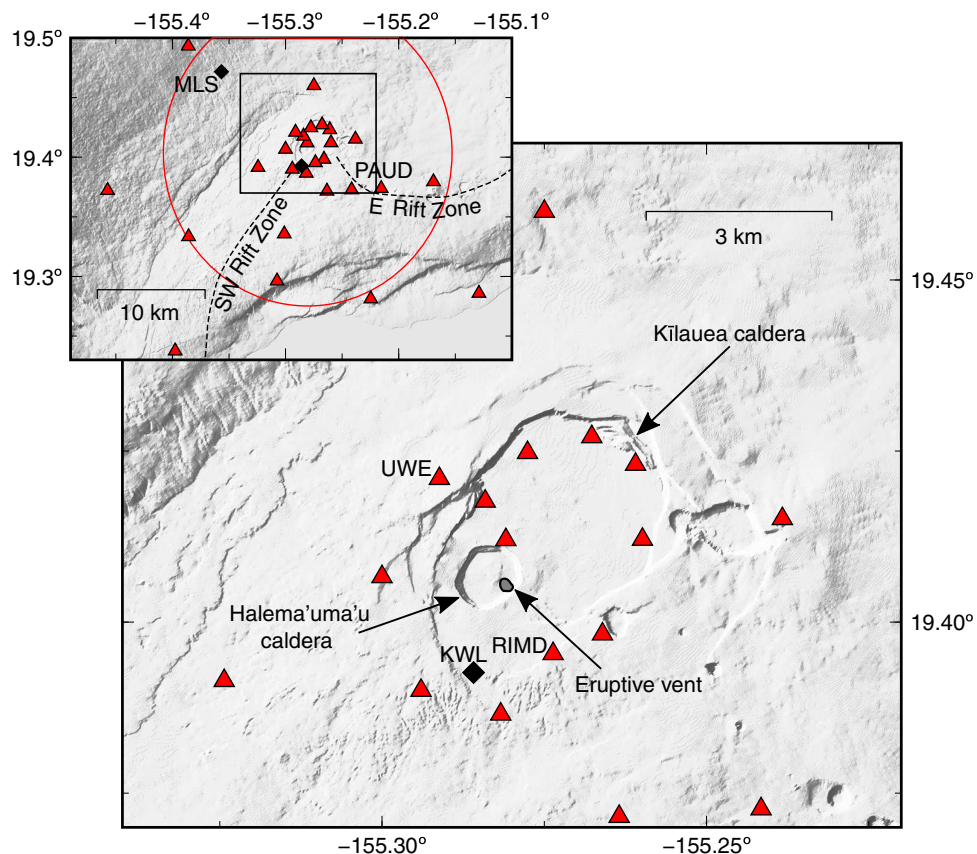 −155.4° −155.3° −155.2° −155.1°
19.5°
MLS
19.4°
PAUD
E Rift Zone
SW Rift Zone
19.3°
10 km
3 km
19.45°
Kīlauea caldera
UWE
Halema'uma'u
caldera
KWL
RIMD
19.40°
Eruptive vent
−155.30° −155.25°